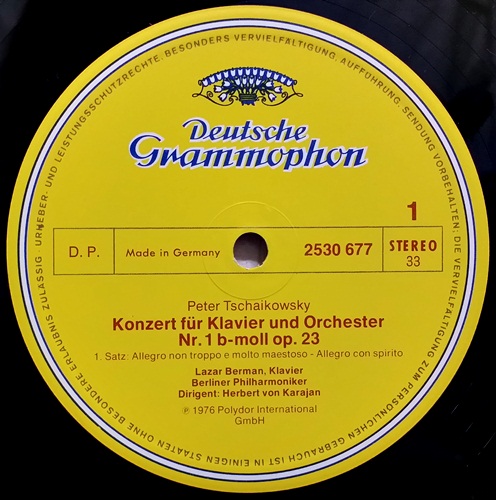 URHEBER- UND LEISTUNGSSCHUTZRECHTE. BESONDERS VERVIELFÄLTIGUNG, AUFFÜHRUNG, SENDUNG VORBEHALTEN; DIE VERVIELFÄLTIGUNG ZUM PERSÖNLICHEN GEBRAUCH IST IN EINIGEN STAATEN OHNE BESONDERE ERLAUBNIS ZULÄSSIG ·
Deutsche
Grammophon
1
D. P.
Made in Germany
2530 677
STEREO
33
Peter Tschaikowsky
Konzert für Klavier und Orchester
Nr. 1 b-moll op. 23
1. Satz: Allegro non troppo e molto maestoso - Allegro con spirito
Lazar Berman, Klavier
Berliner Philharmoniker
Dirigent: Herbert von Karajan
℗ 1976 Polydor International
GmbH